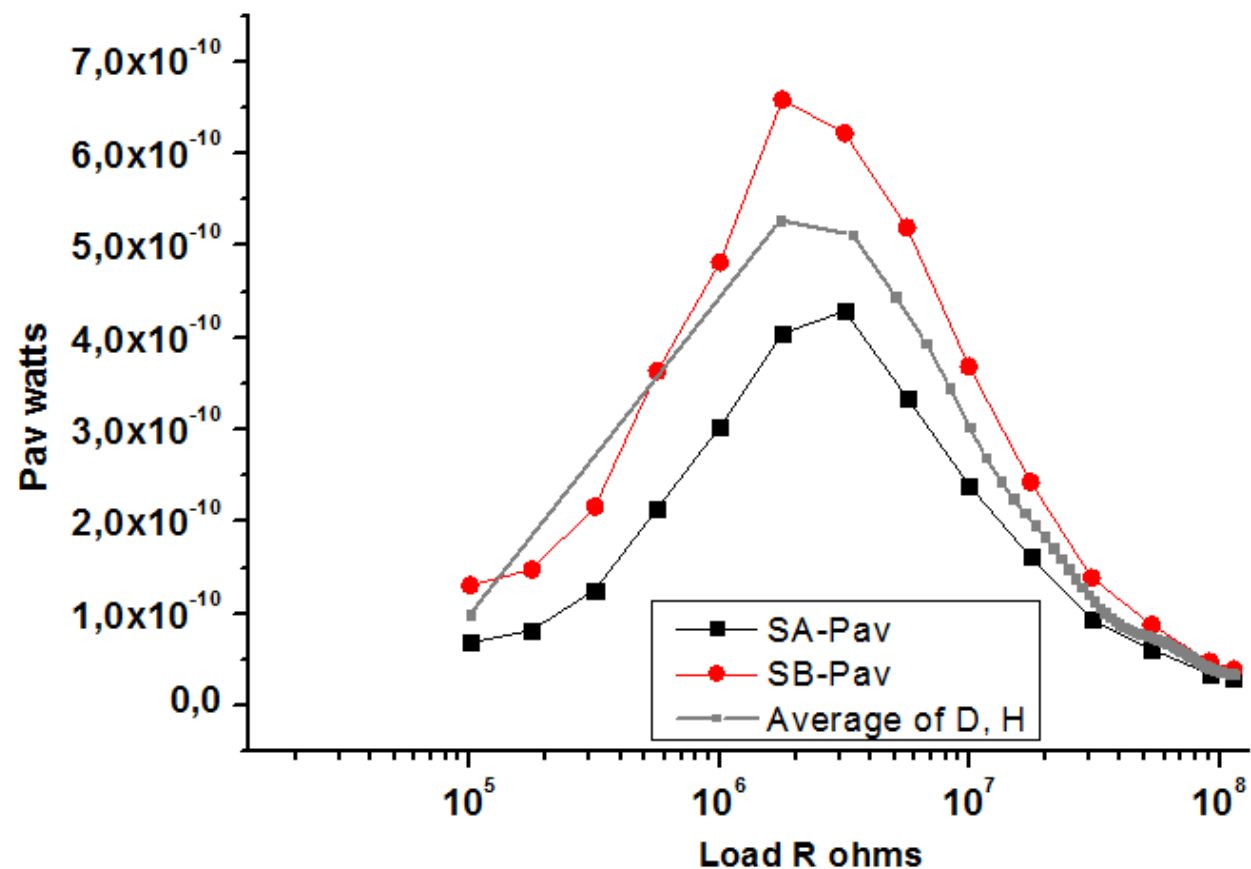 Pav watts
7,0x10⁻¹⁰
6,0x10⁻¹⁰
5,0x10⁻¹⁰
4,0x10⁻¹⁰
3,0x10⁻¹⁰
2,0x10⁻¹⁰
1,0x10⁻¹⁰
0,0
SA-Pav
SB-Pav
Average of D, H
10⁵ 10⁶ 10⁷ 10⁸
Load R ohms